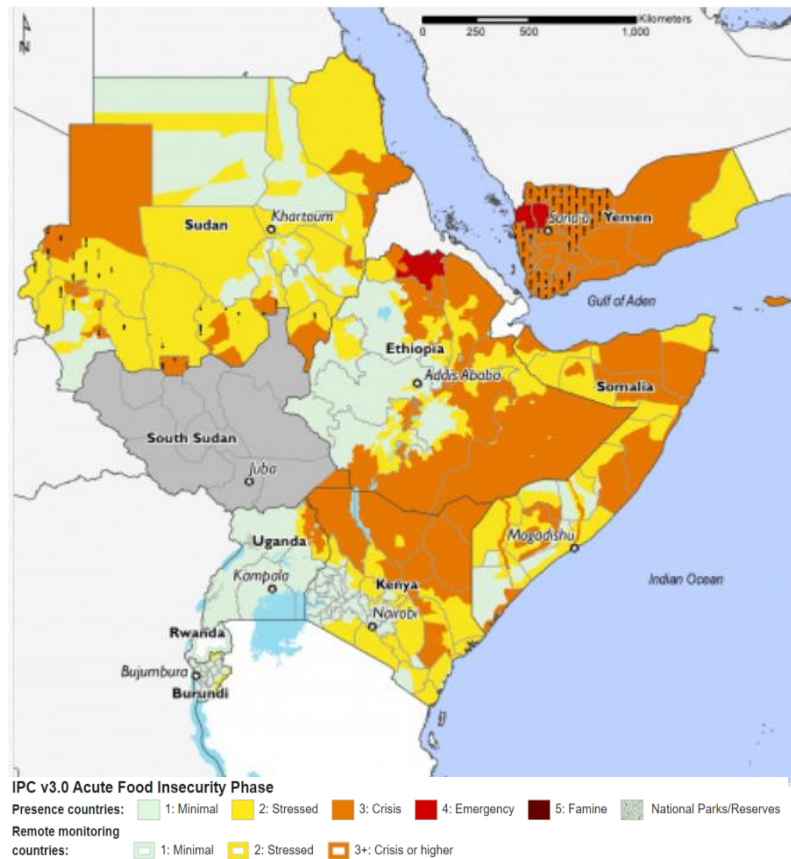 N
Kilometers
0 250 500 1,000
Sudan
Khartoum
Sana'a
Yemen
Gulf of Aden
Ethiopia
Addis Ababa
Somalia
South Sudan
Juba
Uganda
Kampala
Mogadishu
Kenya
Nairobi
Indian Ocean
Rwanda
Bujumbura
Burundi
IPC v3.0 Acute Food Insecurity Phase
Presence countries: 1: Minimal 2: Stressed 3: Crisis 4: Emergency 5: Famine National Parks/Reserves
Remote monitoring
countries: 1: Minimal 2: Stressed 3+: Crisis or higher